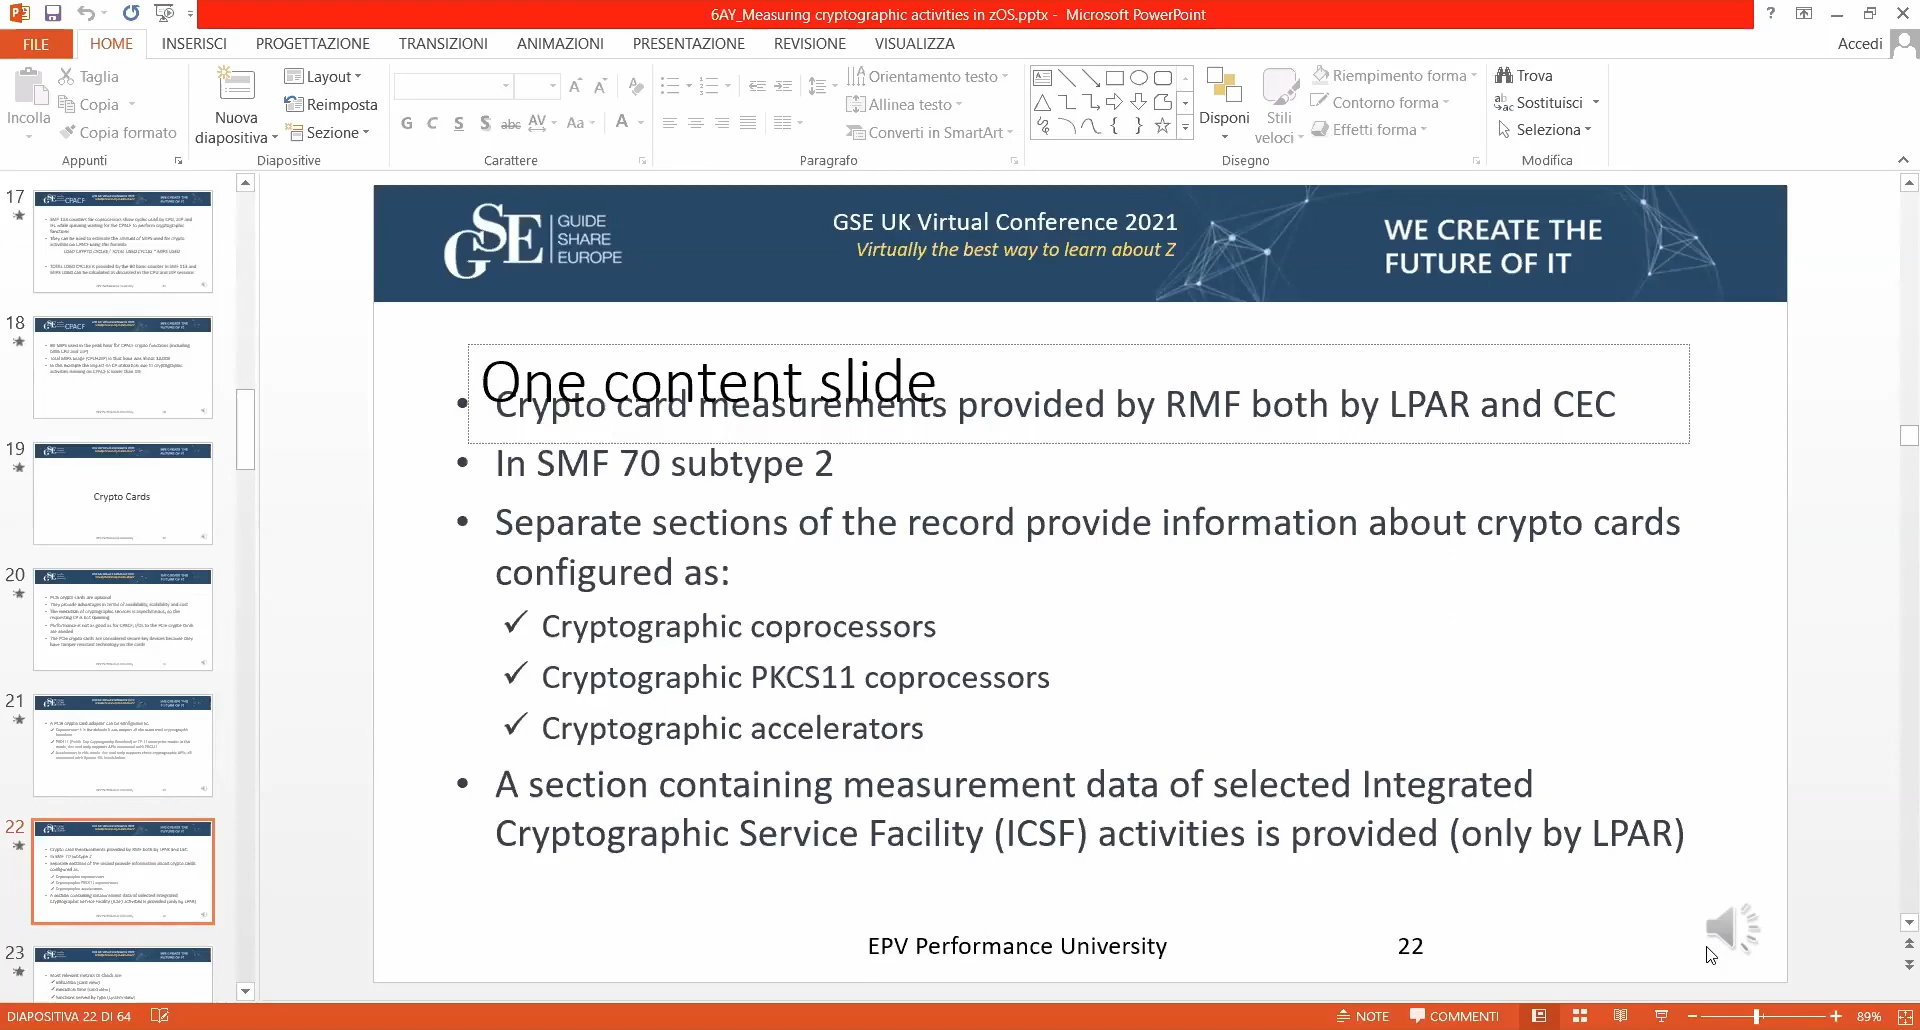 6AY_Measuring cryptographic activities in zOS.pptx - Microsoft PowerPoint
FILE HOME INSERISCI PROGETTAZIONE TRANSIZIONI ANIMAZIONI PRESENTAZIONE REVISIONE VISUALIZZA Accedi
Incolla
Taglia
Copia
Copia formato
Appunti
Nuova
diapositiva
Layout
Reimposta
Sezione
Diapositive
G C S S abc AV Aa A
Carattere
Orientamento testo
Allinea testo
Converti in SmartArt
Paragrafo
Disponi
Stili
veloci
Riempimento forma
Contorno forma
Effetti forma
Disegno
Trova
Sostituisci
Seleziona
Modifica
17
CPACF
18
CPACF
19
Crypto Cards
20
21
22
23
GSE
GUIDE
SHARE
EUROPE
GSE UK Virtual Conference 2021
Virtually the best way to learn about Z
WE CREATE THE
FUTURE OF IT
One content slide
• Crypto card measurements provided by RMF both by LPAR and CEC
• In SMF 70 subtype 2
• Separate sections of the record provide information about crypto cards
configured as:
✓ Cryptographic coprocessors
✓ Cryptographic PKCS11 coprocessors
✓ Cryptographic accelerators
• A section containing measurement data of selected Integrated
Cryptographic Service Facility (ICSF) activities is provided (only by LPAR)
EPV Performance University 22
DIAPOSITIVA 22 DI 64 NOTE COMMENTI 89%